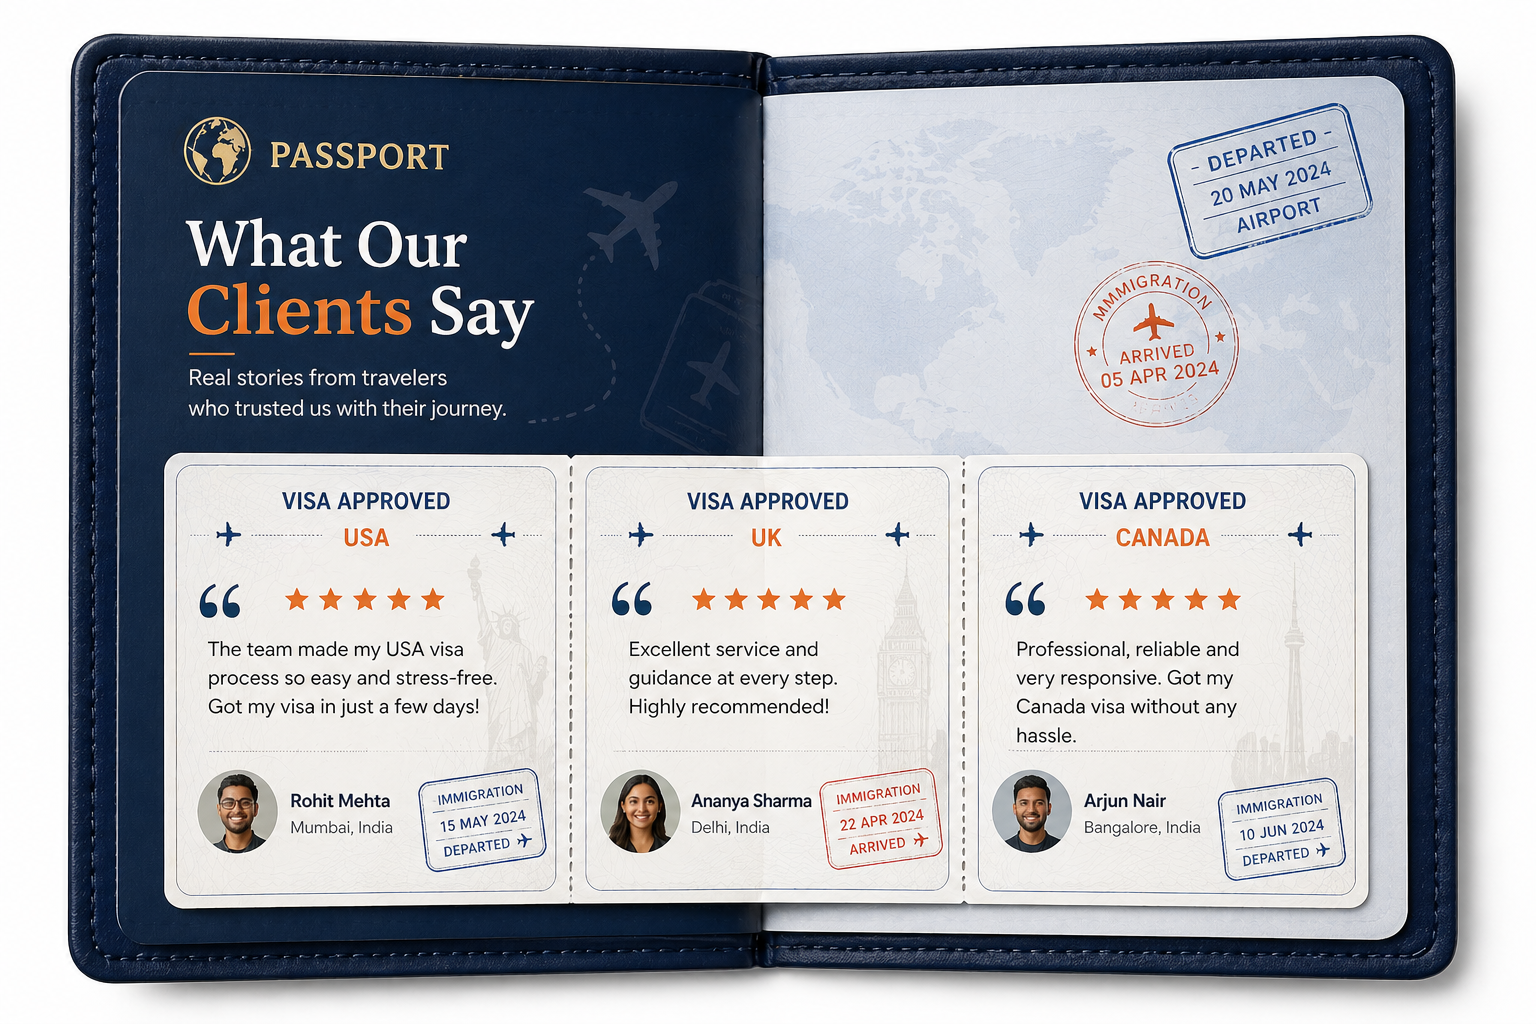 PASSPORT
What Our
Clients Say
Real stories from travelers
who trusted us with their journey.
- DEPARTED -
20 MAY 2024
AIRPORT
MMMIGRATION
ARRIVED
05 APR 2024
VISA APPROVED
USA
The team made my USA visa
process so easy and stress-free.
Got my visa in just a few days!
Rohit Mehta
Mumbai, India
IMMIGRATION
15 MAY 2024
DEPARTED
VISA APPROVED
UK
Excellent service and
guidance at every step.
Highly recommended!
Ananya Sharma
Delhi, India
IMMIGRATION
22 APR 2024
ARRIVED
VISA APPROVED
CANADA
Professional, reliable and
very responsive. Got my
Canada visa without any
hassle.
Arjun Nair
Bangalore, India
IMMIGRATION
10 JUN 2024
DEPARTED